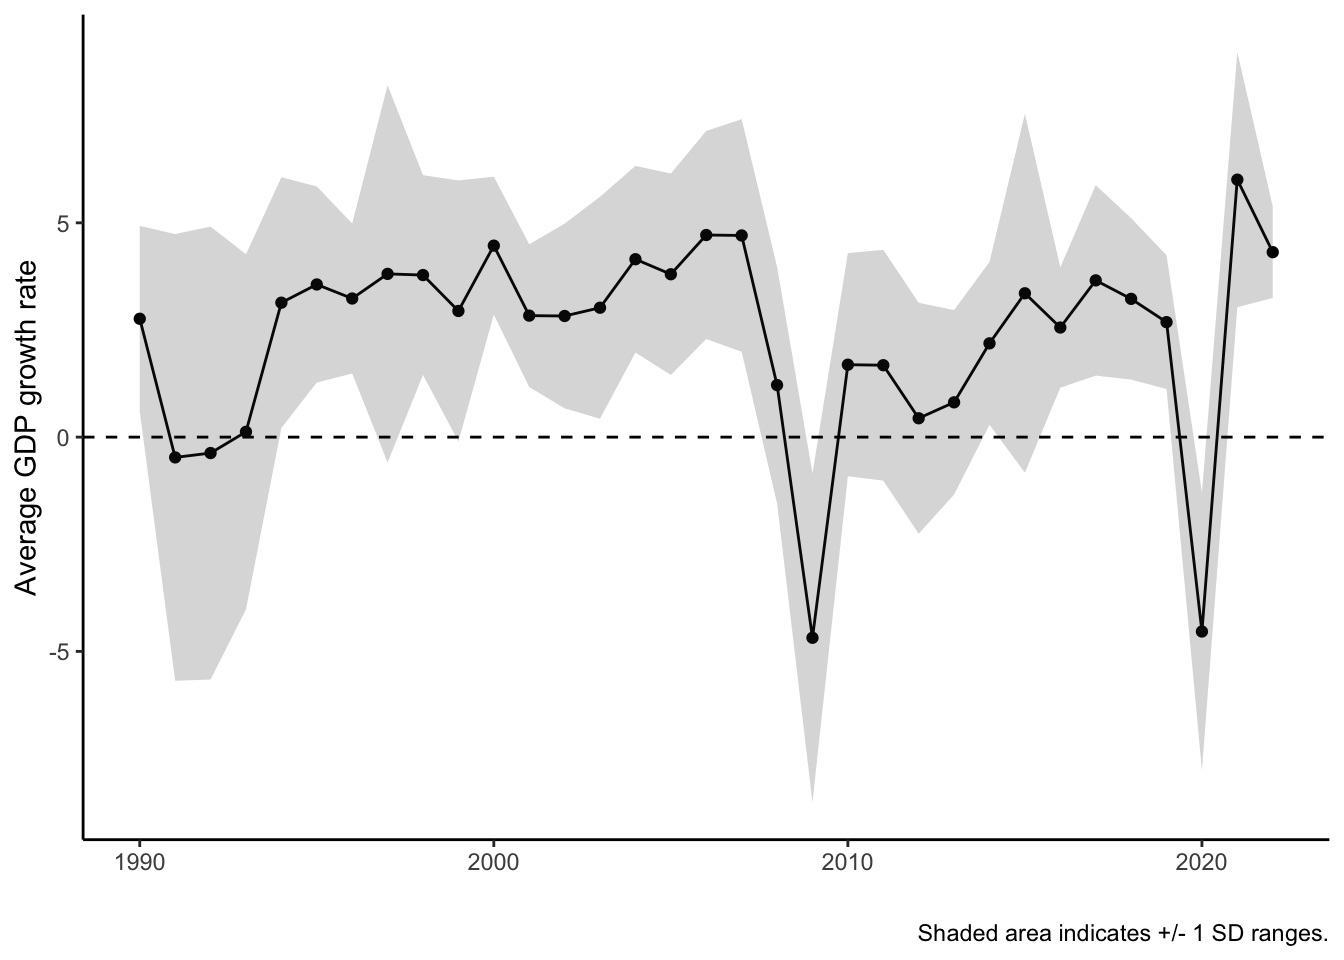 Average GDP growth rate
5
0
-5
1990 2000 2010 2020
Shaded area indicates +/- 1 SD ranges.